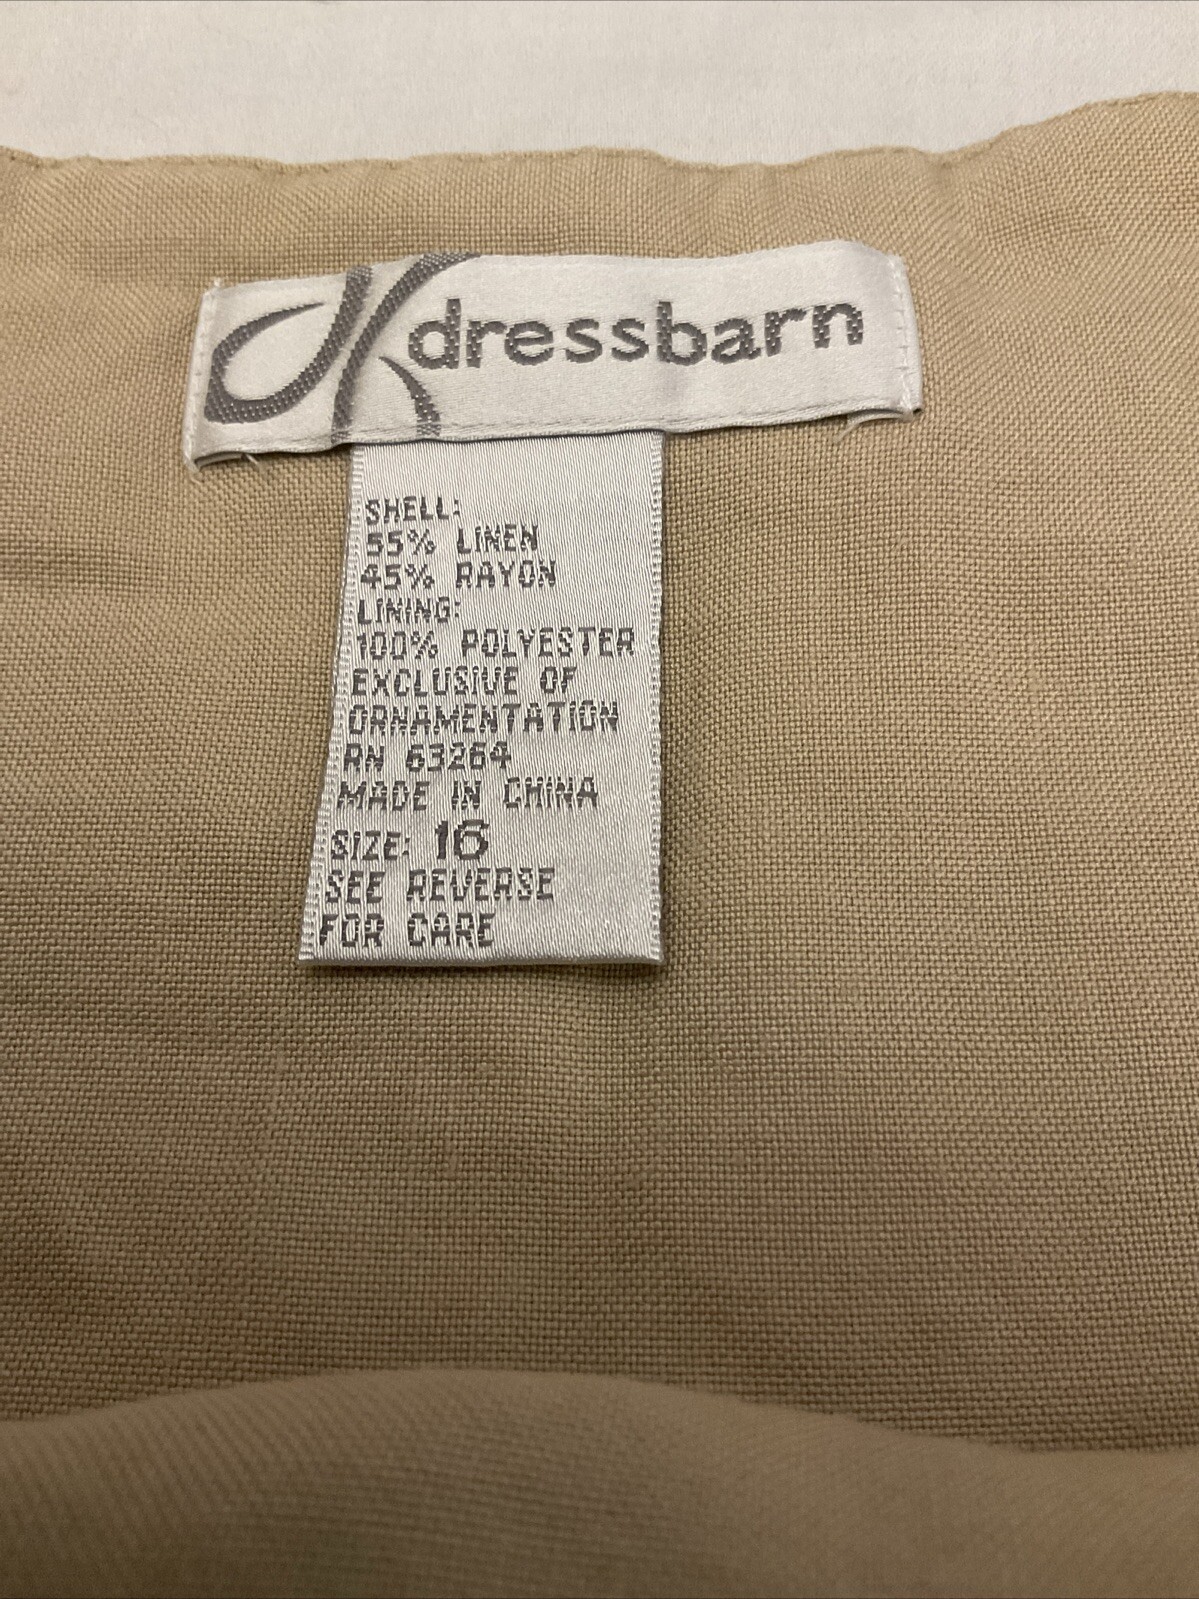 dressbarn
SHELL:
55% LINEN
45% RAYON
LINING:
100% POLYESTER
EXCLUSIVE OF
ORNAMENTATION
RN 63264
MADE IN CHINA
SIZE: 16
SEE REVERSE
FOR CARE